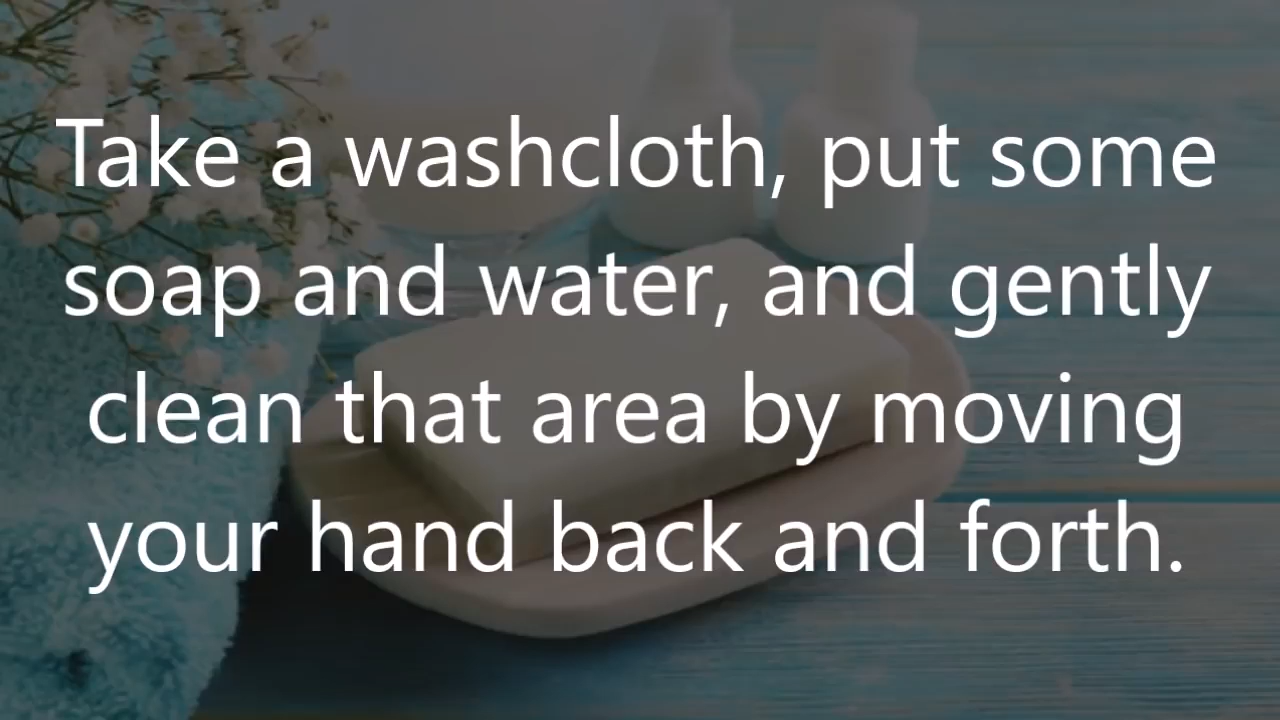 Take a washcloth, put some
soap and water, and gently
clean that area by moving
your hand back and forth.